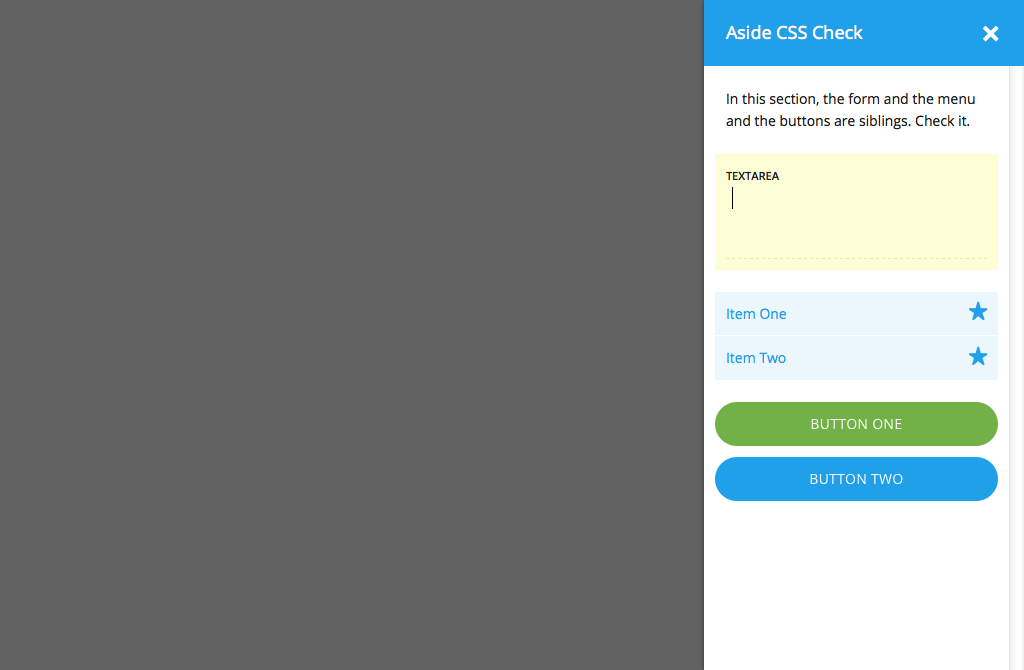 Aside CSS Check
In this section, the form and the menu
and the buttons are siblings. Check it.
TEXTAREA
Item One
Item Two
BUTTON ONE
BUTTON TWO